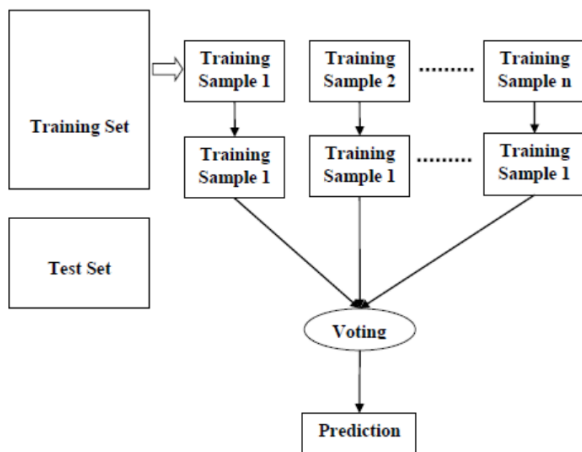 Training Set
Training
Sample 1
Training
Sample 2
.........
Training
Sample n
Training
Sample 1
Training
Sample 1
.........
Training
Sample 1
Test Set
Voting
Prediction